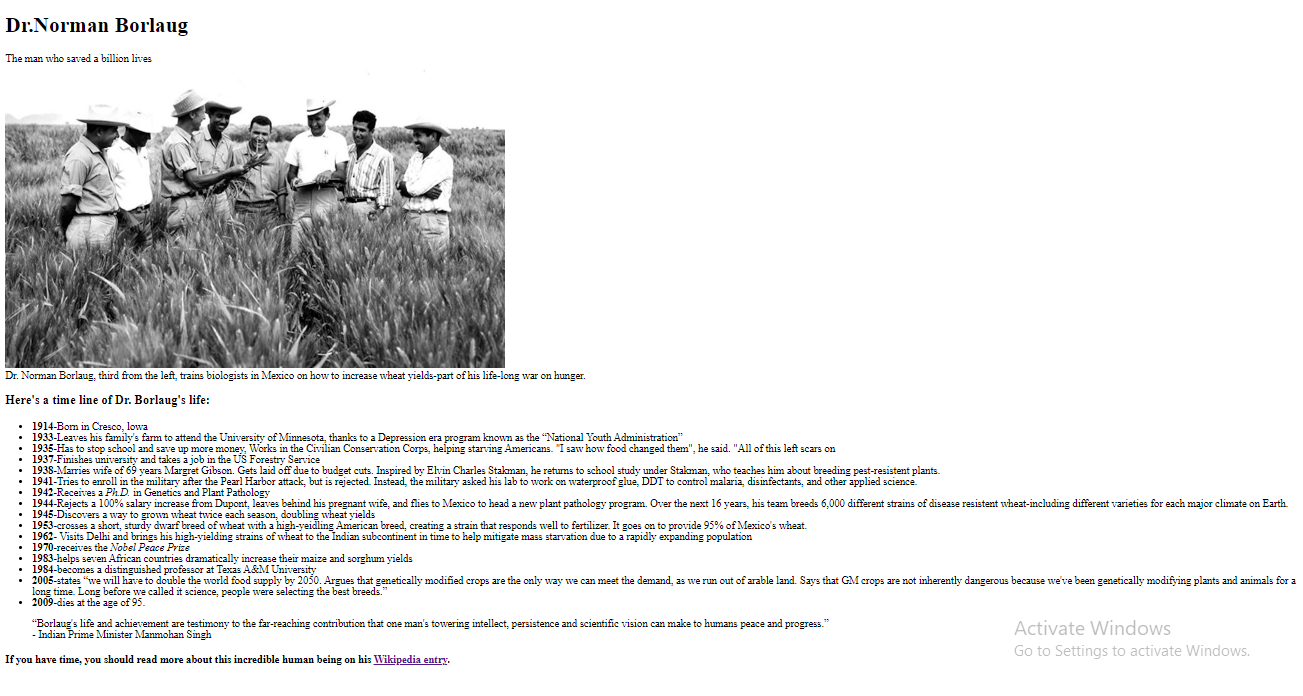 Dr.Norman Borlaug
The man who saved a billion lives
Dr. Norman Borlaug, third from the left, trains biologists in Mexico on how to increase wheat yields-part of his life-long war on hunger.
Here's a time line of Dr. Borlaug's life:
• 1914-Born in Cresco, Iowa
• 1933-Leaves his family's farm to attend the University of Minnesota, thanks to a Depression era program known as the “National Youth Administration”
• 1935-Has to stop school and save up more money, Works in the Civilian Conservation Corps, helping starving Americans. "I saw how food changed them", he said. "All of this left scars on
• 1937-Finishes university and takes a job in the US Forestry Service
• 1938-Marries wife of 69 years Margret Gibson. Gets laid off due to budget cuts. Inspired by Elvin Charles Stakman, he returns to school study under Stakman, who teaches him about breeding pest-resistent plants.
• 1941-Tries to enroll in the military after the Pearl Harbor attack, but is rejected. Instead, the military asked his lab to work on waterproof glue, DDT to control malaria, disinfectants, and other applied science.
• 1942-Receives a Ph.D. in Genetics and Plant Pathology
• 1944-Rejects a 100% salary increase from Dupont, leaves behind his pregnant wife, and flies to Mexico to head a new plant pathology program. Over the next 16 years, his team breeds 6,000 different strains of disease resistent wheat-including different varieties for each major climate on Earth.
• 1945-Discovers a way to grown wheat twice each season, doubling wheat yields
• 1953-crosses a short, sturdy dwarf breed of wheat with a high-yeidling American breed, creating a strain that responds well to fertilizer. It goes on to provide 95% of Mexico's wheat.
• 1962- Visits Delhi and brings his high-yielding strains of wheat to the Indian subcontinent in time to help mitigate mass starvation due to a rapidly expanding population
• 1970-receives the Nobel Peace Prize
• 1983-helps seven African countries dramatically increase their maize and sorghum yields
• 1984-becomes a distinguished professor at Texas A&M University
• 2005-states “we will have to double the world food supply by 2050. Argues that genetically modified crops are the only way we can meet the demand, as we run out of arable land. Says that GM crops are not inherently dangerous because we've been genetically modifying plants and animals for a
long time. Long before we called it science, people were selecting the best breeds.”
• 2009-dies at the age of 95.
“Borlaug's life and achievement are testimony to the far-reaching contribution that one man's towering intellect, persistence and scientific vision can make to humans peace and progress.”
- Indian Prime Minister Manmohan Singh
If you have time, you should read more about this incredible human being on his Wikipedia entry.
Activate Windows
Go to Settings to activate Windows.